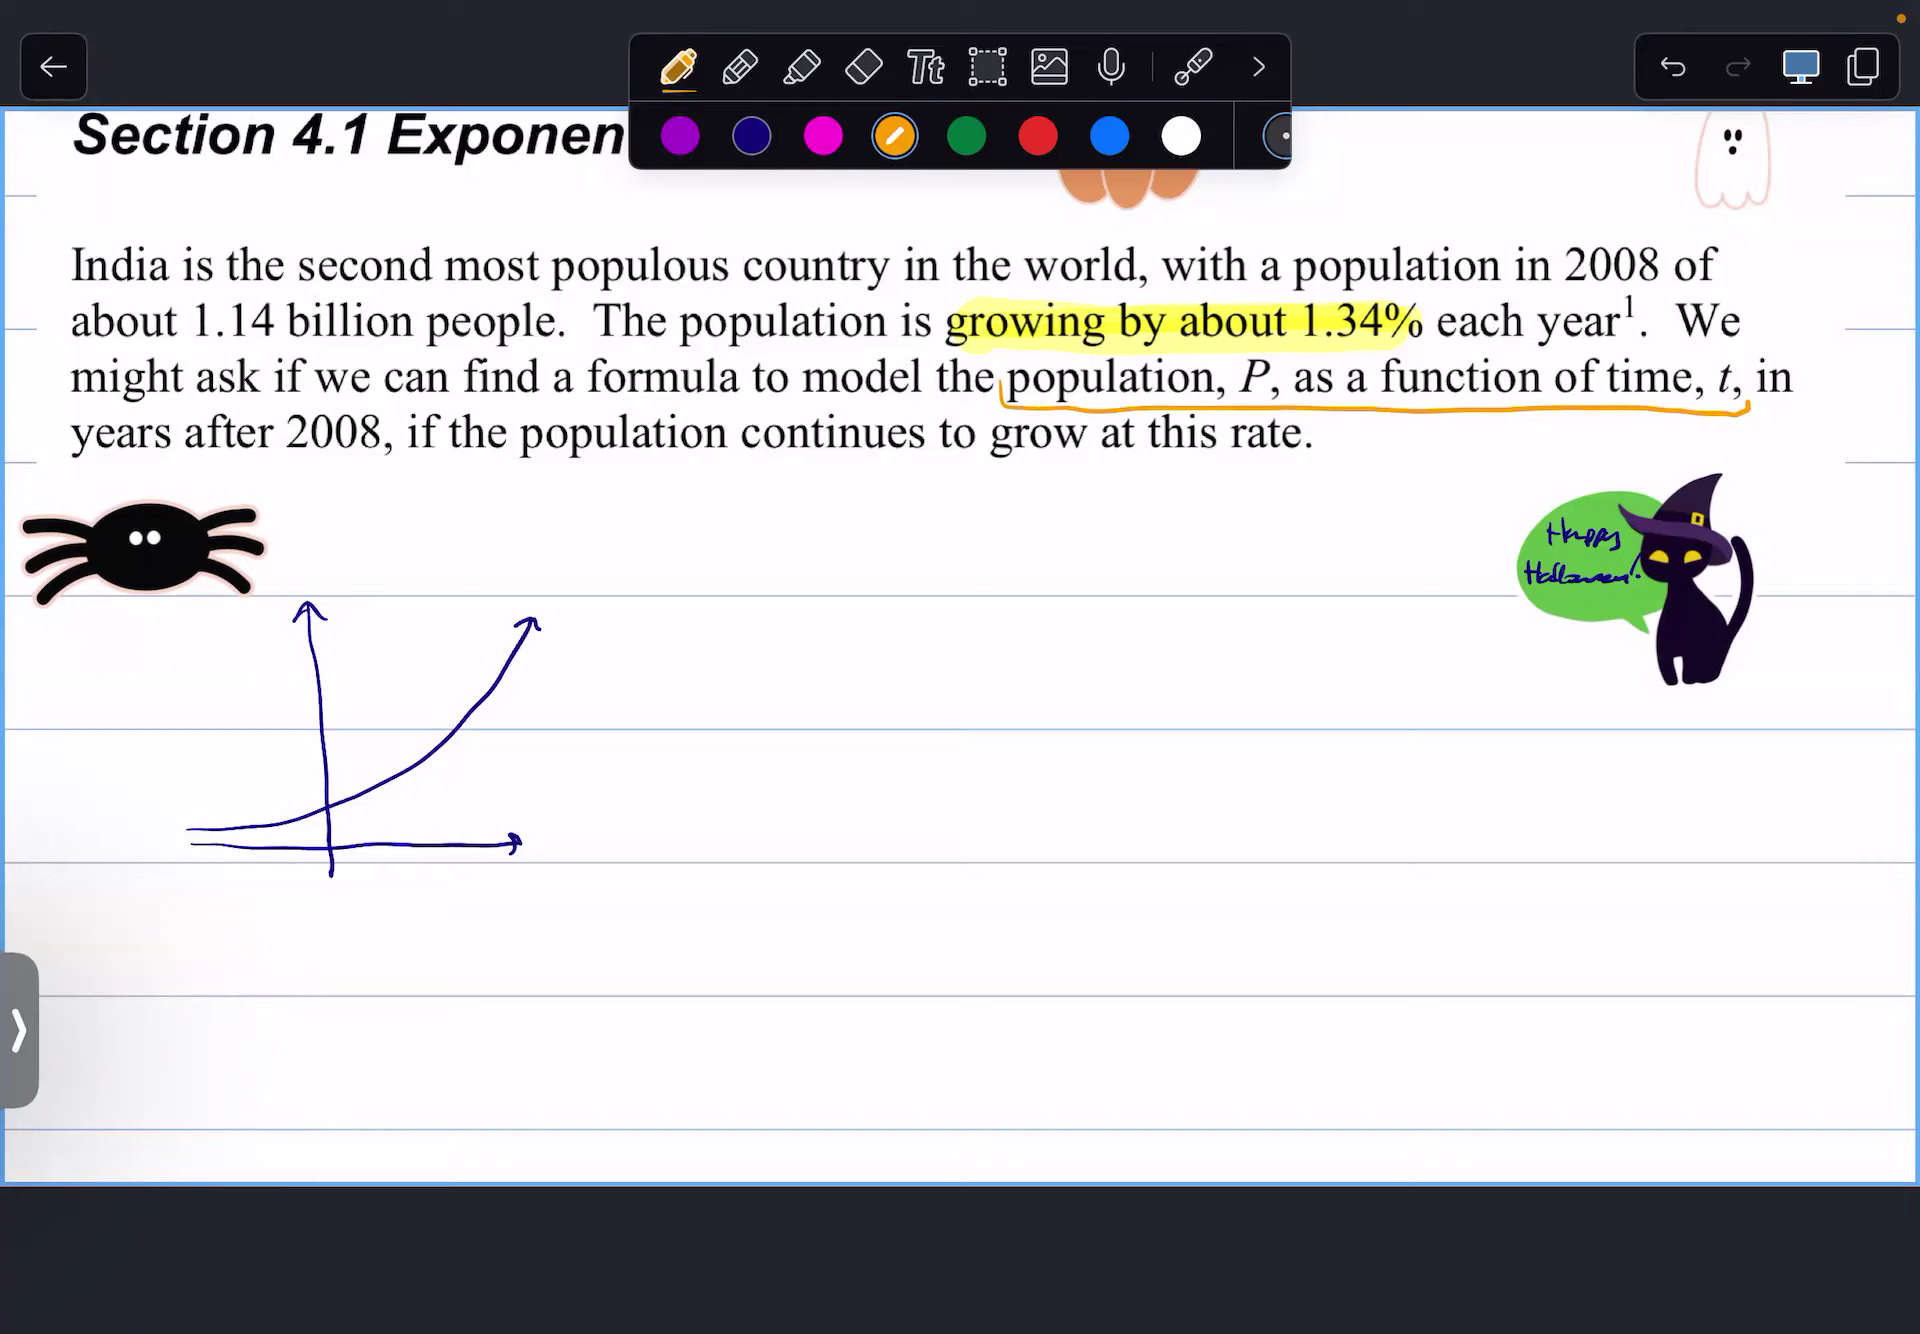 Tt
Section 4.1 Exponen
India is the second most populous country in the world, with a population in 2008 of
about 1.14 billion people.  The population is growing by about 1.34% each year¹.  We
might ask if we can find a formula to model the population, P, as a function of time, t, in
years after 2008, if the population continues to grow at this rate.
Happy
Halloween!